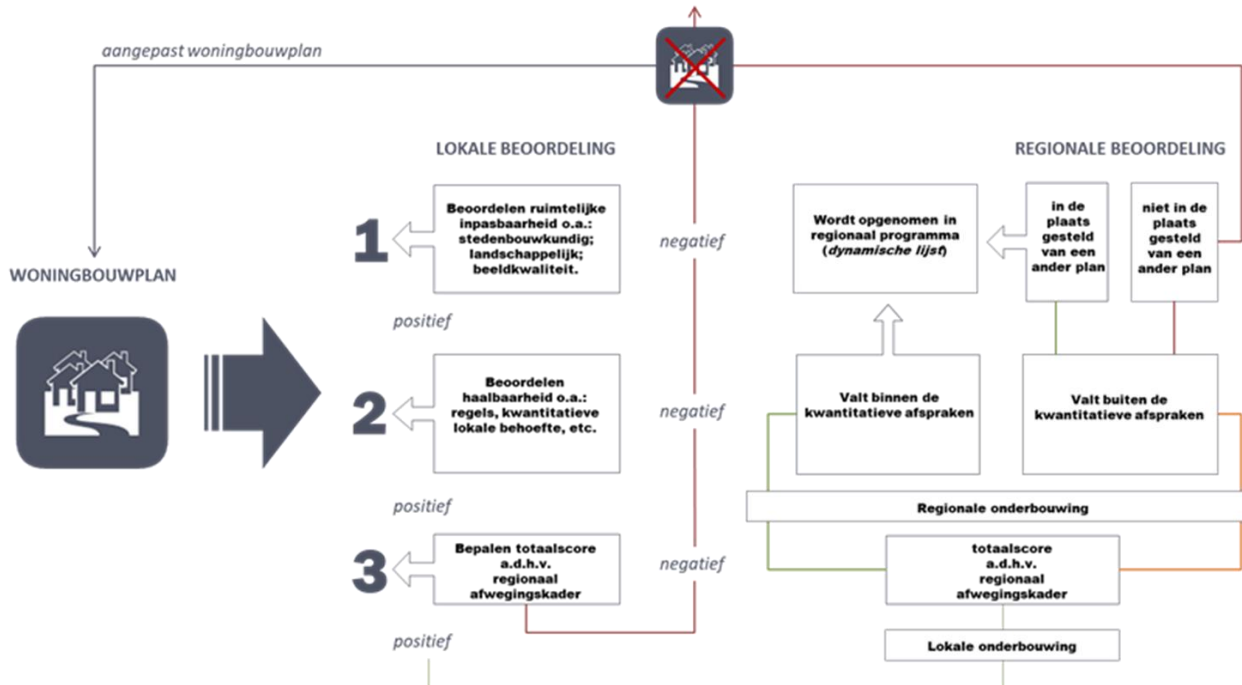 aangepast woningbouwplan
WONINGBOUWPLAN
LOKALE BEOORDELING
1
Beoordelen ruimtelijke
inpasbaarheid o.a.:
stedenbouwkundig;
landschappelijk;
beeldkwaliteit.
negatief
positief
2
Beoordelen
haalbaarheid o.a.:
regels, kwantitatieve
lokale behoefte, etc.
negatief
positief
3
Bepalen totaalscore
a.d.h.v.
regionaal
afwegingskader
negatief
positief
REGIONALE BEOORDELING
Wordt opgenomen in
regionaal programma
(dynamische lijst)
in de
plaats
gesteld
van een
ander plan
niet in de
plaats
gesteld
van een
ander plan
Valt binnen de
kwantitatieve afspraken
Valt buiten de
kwantitatieve afspraken
Regionale onderbouwing
totaalscore
a.d.h.v.
regionaal
afwegingskader
Lokale onderbouwing